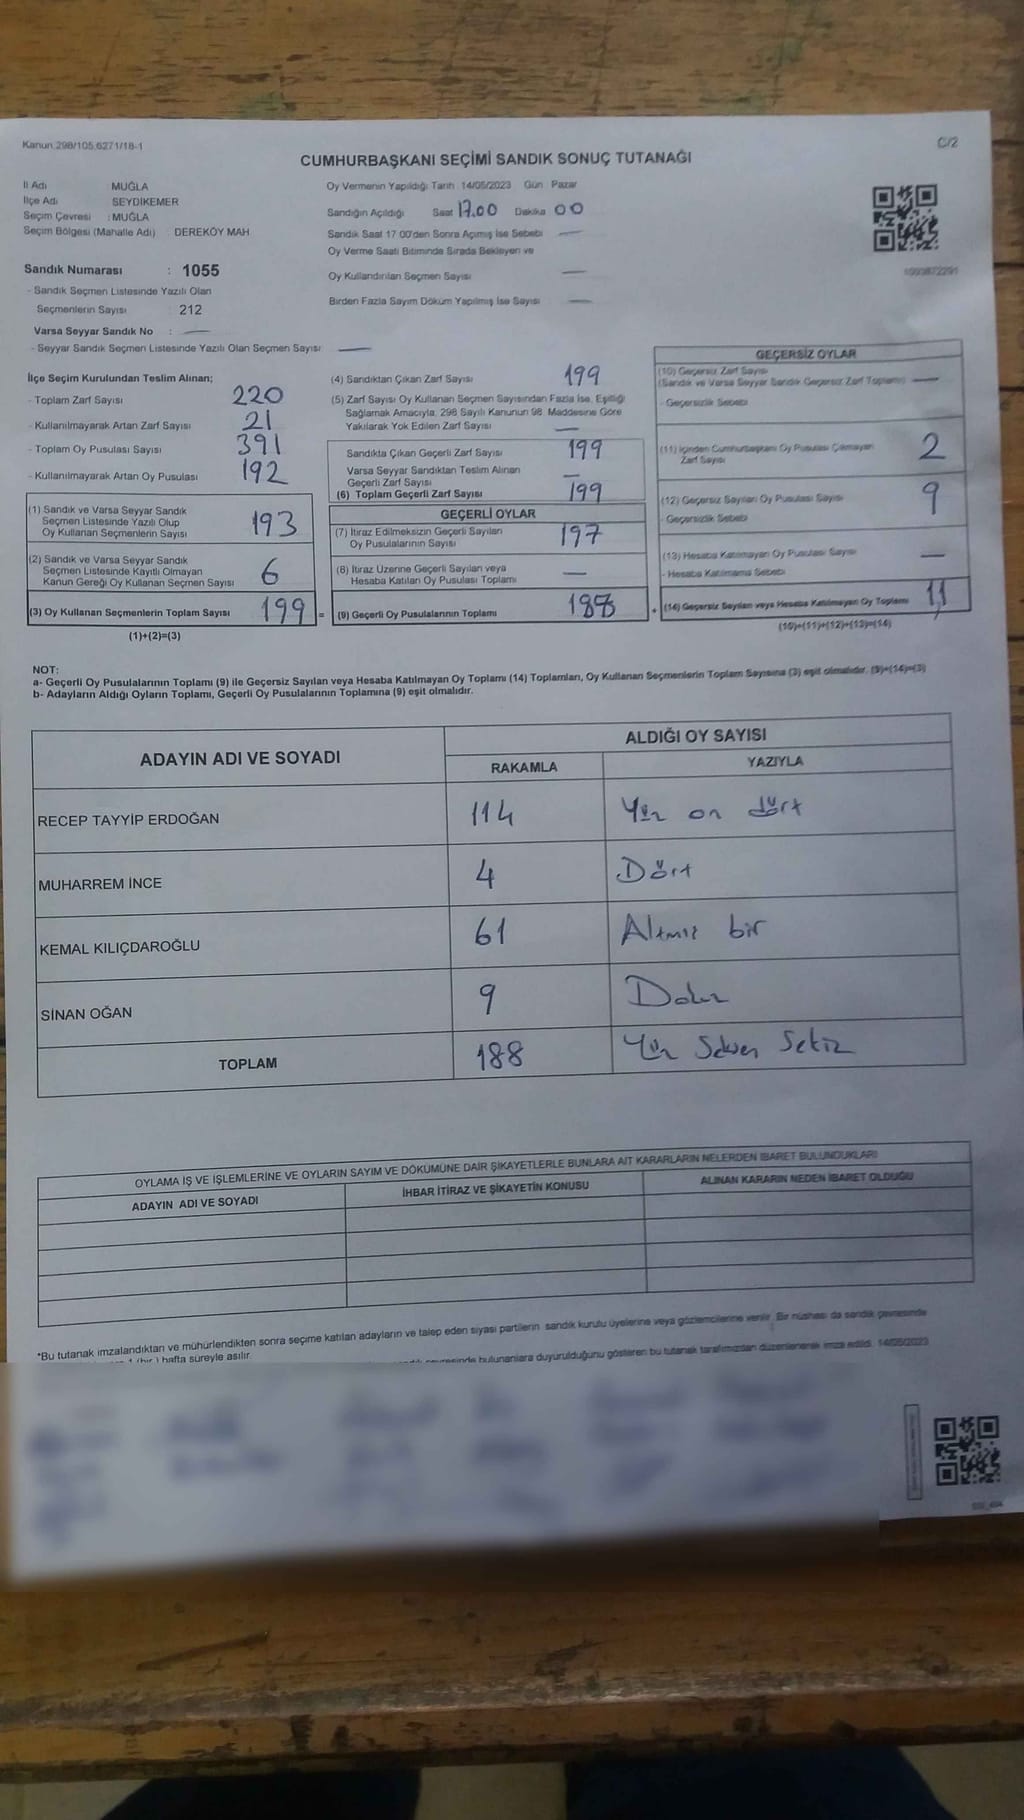 Kanun 298/105,6271/18-1
C/2
CUMHURBAŞKANI SEÇİMİ SANDIK SONUÇ TUTANAĞI
İl Adı MUĞLA
İlçe Adı SEYDİKEMER
Seçim Çevresi : MUĞLA
Seçim Bölgesi (Mahalle Adı) : DEREKÖY MAH
Oy Vermenin Yapıldığı Tarih : 14/05/2023 Gün : Pazar
Sandığın Açıldığı Saat 17.00 Dakika 00
Sandık Saat 17 00'den Sonra Açımış İse Sebebi —
Oy Verme Saati Bitiminde Sırada Bekleyen ve
Oy Kullandırılan Seçmen Sayısı —
Birden Fazla Sayım Döküm Yapılmış İse Sayısı —
1093872291
Sandık Numarası : 1055
- Sandık Seçmen Listesinde Yazılı Olan
Seçmenlerin Sayısı : 212
Varsa Seyyar Sandık No : —
- Seyyar Sandık Seçmen Listesinde Yazılı Olan Seçmen Sayısı: —
İlçe Seçim Kurulundan Teslim Alınan;
- Toplam Zarf Sayısı 220
- Kullanılmayarak Artan Zarf Sayısı 21
- Toplam Oy Pusulası Sayısı 391
- Kullanılmayarak Artan Oy Pusulası 192
(1) Sandık ve Varsa Seyyar Sandık
Seçmen Listesinde Yazılı Olup
Oy Kullanan Seçmenlerin Sayısı 193
(2) Sandık ve Varsa Seyyar Sandık
Seçmen Listesinde Kayıtlı Olmayan
Kanun Gereği Oy Kullanan Seçmen Sayısı 6
(3) Oy Kullanan Seçmenlerin Toplam Sayısı 199 =
(1)+(2)=(3)
(4) Sandıktan Çıkan Zarf Sayısı 199
(5) Zarf Sayısı Oy Kullanan Seçmen Sayısından Fazla İse, Eşitliği
Sağlamak Amacıyla, 298 Sayılı Kanunun 98. Maddesine Göre
Yakılarak Yok Edilen Zarf Sayısı —
Sandıkta Çıkan Geçerli Zarf Sayısı 199
Varsa Seyyar Sandıktan Teslim Alınan
Geçerli Zarf Sayısı —
(6) Toplam Geçerli Zarf Sayısı 199
GEÇERLİ OYLAR
(7) İtiraz Edilmeksizin Geçerli Sayılan
Oy Pusulalarının Sayısı 197
(8) İtiraz Üzerine Geçerli Sayılan veya
Hesaba Katılan Oy Pusulası Toplamı —
(9) Geçerli Oy Pusulalarının Toplamı 188 +
GEÇERSİZ OYLAR
(10) Geçersiz Zarf Sayısı
(Sandık ve Varsa Seyyar Sandık Geçersiz Zarf Toplamı) —
- Geçersizlik Sebebi
(11) İçinden Cumhurbaşkanı Oy Pusulası Çıkmayan
Zarf Sayısı 2
(12) Geçersiz Sayılan Oy Pusulası Sayısı 9
- Geçersizlik Sebebi
(13) Hesaba Katılmayan Oy Pusulası Sayısı —
- Hesaba Katılmama Sebebi
(14) Geçersiz Sayılan veya Hesaba Katılmayan Oy Toplamı 11
(10)+(11)+(12)+(13)=(14)
NOT:
a- Geçerli Oy Pusulalarının Toplamı (9) ile Geçersiz Sayılan veya Hesaba Katılmayan Oy Toplamı (14) Toplamları, Oy Kullanan Seçmenlerin Toplam Sayısına (3) eşit olmalıdır. (9)+(14)=(3)
b- Adayların Aldığı Oyların Toplamı, Geçerli Oy Pusulalarının Toplamına (9) eşit olmalıdır.
ADAYIN ADI VE SOYADI ALDIĞI OY SAYISI
RAKAMLA YAZIYLA
RECEP TAYYİP ERDOĞAN 114 Yüz on dört
MUHARREM İNCE 4 Dört
KEMAL KILIÇDAROĞLU 61 Altmış bir
SİNAN OĞAN 9 Dokuz
TOPLAM 188 Yüz Seksen Sekiz
OYLAMA İŞ VE İŞLEMLERİNE VE OYLARIN SAYIM VE DÖKÜMÜNE DAİR ŞİKAYETLERLE BUNLARA AİT KARARLARIN NELERDEN İBARET BULUNDUKLARI
ADAYIN ADI VE SOYADI İHBAR İTİRAZ VE ŞİKAYETİN KONUSU ALINAN KARARIN NEDEN İBARET OLDUĞU
*Bu tutanak imzalandıktan ve mühürlendikten sonra seçime katılan adayların ve talep eden siyasi partilerin sandık kurulu üyelerine veya gözlemcilerine verilir. Bir nüshası da sandık çevresinde
1 (bir) hafta süreyle asılır.
bulunanlara duyurulduğunu gösteren bu tutanak tarafımızdan düzenlenerek imza edildi. 14/05/2023